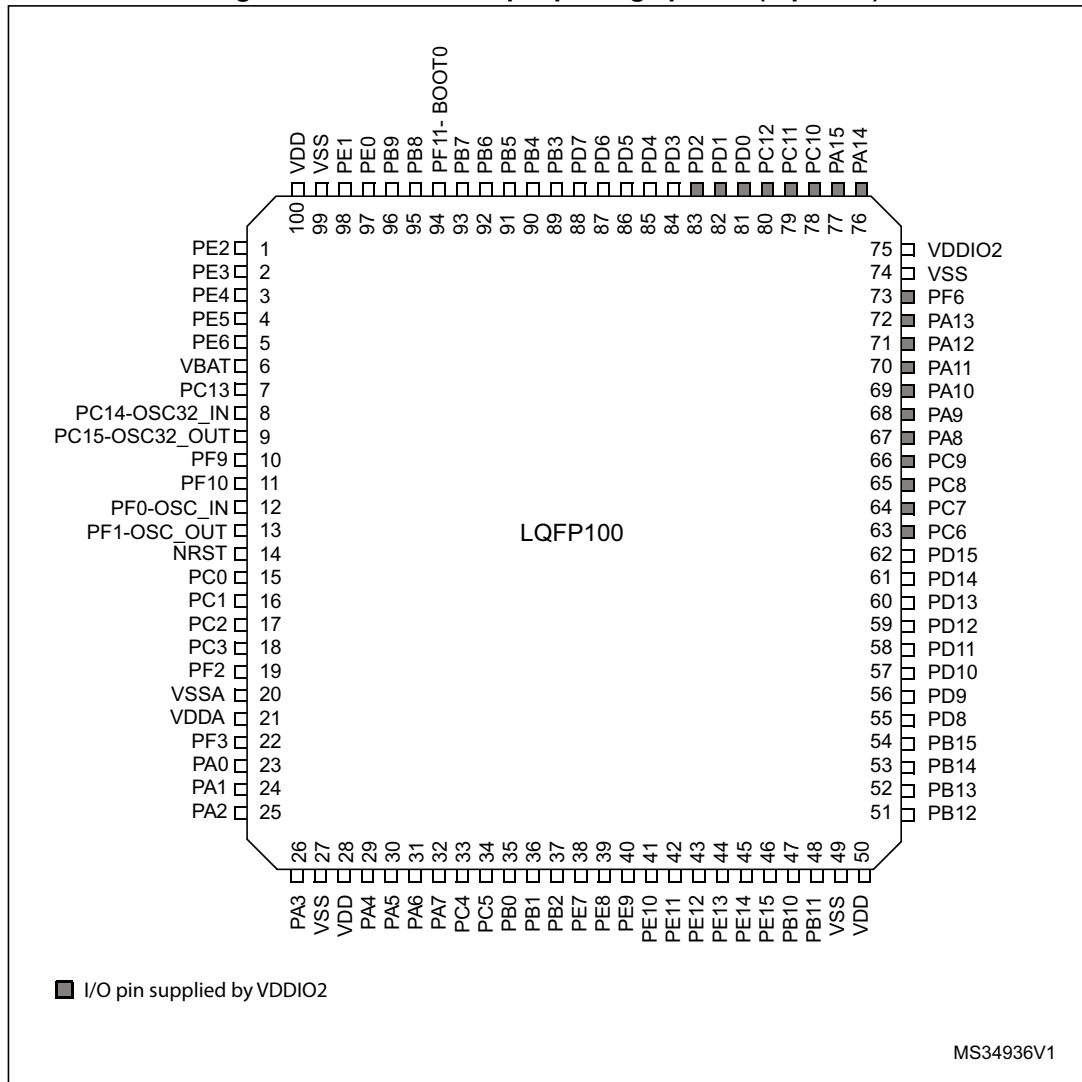 PF11- BOOT0
VDD
VSS
PE1
PE0
PB9
PB8
PB7
PB6
PB5
PB4
PB3
PD7
PD6
PD5
PD4
PD3
PD2
PD1
PD0
PC12
PC11
PC10
PA15
PA14
100
99
98
97
96
95
94
93
92
91
90
89
88
87
86
85
84
83
82
81
80
79
78
77
76
PE2 1
PE3 2
PE4 3
PE5 4
PE6 5
VBAT 6
PC13 7
PC14-OSC32_IN 8
PC15-OSC32_OUT 9
PF9 10
PF10 11
PF0-OSC_IN 12
PF1-OSC_OUT 13
NRST 14
PC0 15
PC1 16
PC2 17
PC3 18
PF2 19
VSSA 20
VDDA 21
PF3 22
PA0 23
PA1 24
PA2 25
LQFP100
75 VDDIO2
74 VSS
73 PF6
72 PA13
71 PA12
70 PA11
69 PA10
68 PA9
67 PA8
66 PC9
65 PC8
64 PC7
63 PC6
62 PD15
61 PD14
60 PD13
59 PD12
58 PD11
57 PD10
56 PD9
55 PD8
54 PB15
53 PB14
52 PB13
51 PB12
26
27
28
29
30
31
32
33
34
35
36
37
38
39
40
41
42
43
44
45
46
47
48
49
50
PA3
VSS
VDD
PA4
PA5
PA6
PA7
PC4
PC5
PB0
PB1
PB2
PE7
PE8
PE9
PE10
PE11
PE12
PE13
PE14
PE15
PB10
PB11
VSS
VDD
I/O pin supplied by VDDIO2
MS34936V1